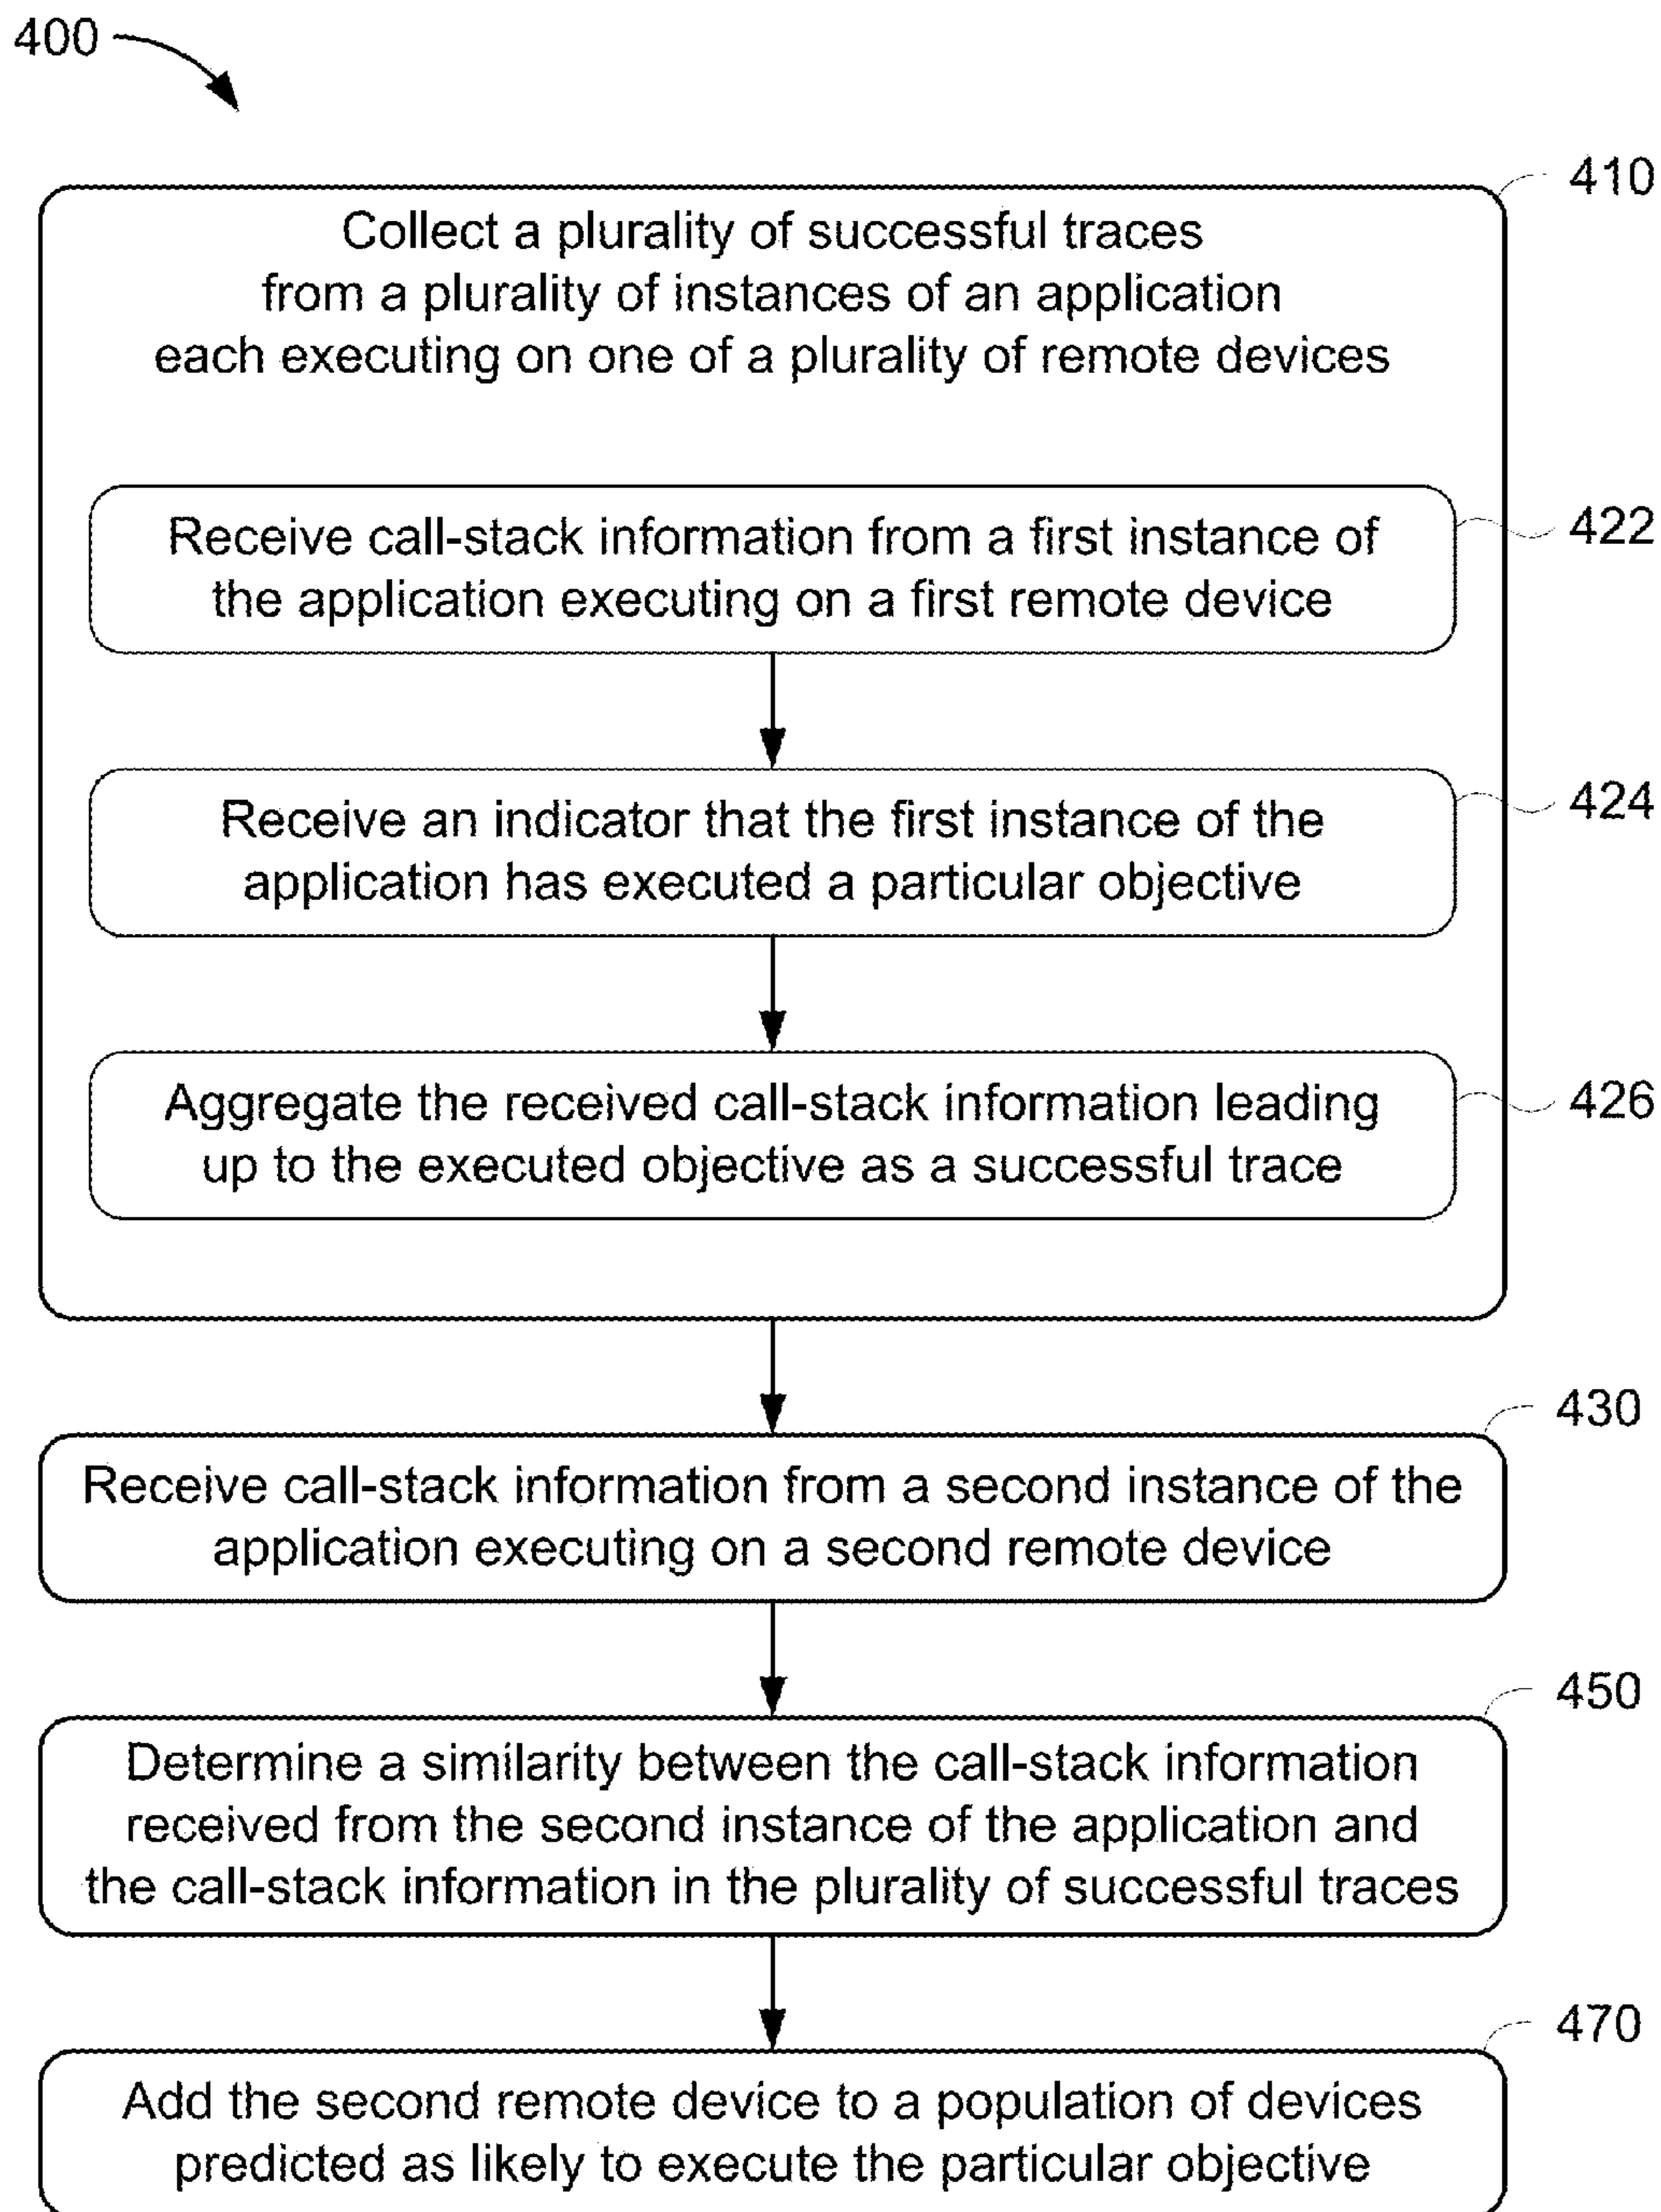 400
410
Collect a plurality of successful traces
from a plurality of instances of an application
each executing on one of a plurality of remote devices
Receive call-stack information from a first instance of
the application executing on a first remote device
422
Receive an indicator that the first instance of the
application has executed a particular objective
424
Aggregate the received call-stack information leading
up to the executed objective as a successful trace
426
430
Receive call-stack information from a second instance of the
application executing on a second remote device
450
Determine a similarity between the call-stack information
received from the second instance of the application and
the call-stack information in the plurality of successful traces
470
Add the second remote device to a population of devices
predicted as likely to execute the particular objective